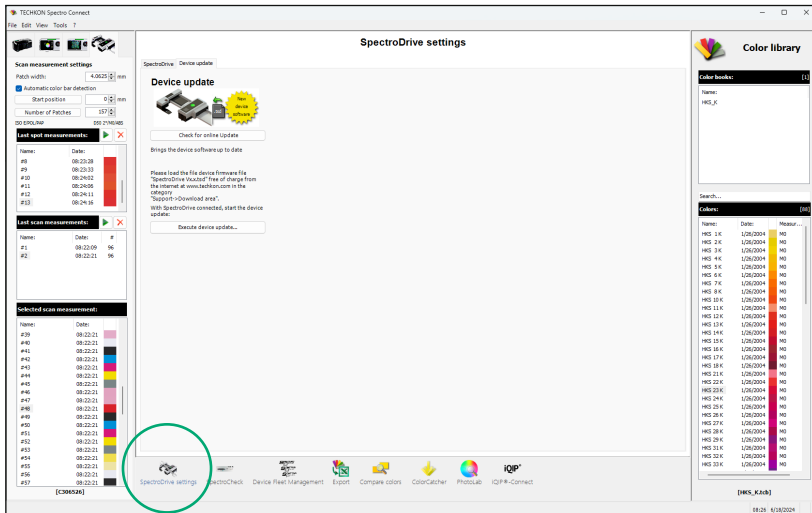 TECHKON Spectro Connect
File Edit View Tools ?
Scan measurement settings
Patch width: 4.0625 mm
Automatic color bar detection
Start position 0 mm
Number of Patches 157
ISO E/POL/PAP D50 2°/M0/ABS
Last spot measurements:
Name: Date:
#8 08:23:28
#9 08:23:33
#10 08:24:02
#11 08:24:06
#12 08:24:11
#13 08:24:16
Last scan measurements:
Name: Date: #
#1 08:22:09 96
#2 08:22:21 96
Selected scan measurement:
Name: Date:
#39 08:22:21
#40 08:22:21
#41 08:22:21
#42 08:22:21
#43 08:22:21
#44 08:22:21
#45 08:22:21
#46 08:22:21
#47 08:22:21
#48 08:22:21
#49 08:22:21
#50 08:22:21
#51 08:22:21
#52 08:22:21
#53 08:22:21
#54 08:22:21
#55 08:22:21
#56 08:22:21
#57 08:22:21
[C306526]
SpectroDrive settings
SpectroDrive Device update
Device update
New
device
software
Check for online Update
Brings the device software up to date
Please load the file device firmware file
"SpectroDrive Vx.x.tsd" free of charge from
the internet at www.techkon.com in the
category
"Support->Download area".
With SpectroDrive connected, start the device
update:
Execute device update...
SpectroDrive settings SpectroCheck Device Fleet Management Export Compare colors ColorCatcher PhotoLab iQIP®-Connect
iQIP®
Color library
Color books: [1]
Name:
HKS_K
Search...
Colors: [88]
Name: Date: Measur...
HKS 1 K 1/26/2004 M0
HKS 2 K 1/26/2004 M0
HKS 3 K 1/26/2004 M0
HKS 4 K 1/26/2004 M0
HKS 5 K 1/26/2004 M0
HKS 6 K 1/26/2004 M0
HKS 7 K 1/26/2004 M0
HKS 8 K 1/26/2004 M0
HKS 10 K 1/26/2004 M0
HKS 11 K 1/26/2004 M0
HKS 12 K 1/26/2004 M0
HKS 13 K 1/26/2004 M0
HKS 14 K 1/26/2004 M0
HKS 15 K 1/26/2004 M0
HKS 16 K 1/26/2004 M0
HKS 17 K 1/26/2004 M0
HKS 18 K 1/26/2004 M0
HKS 21 K 1/26/2004 M0
HKS 22 K 1/26/2004 M0
HKS 23 K 1/26/2004 M0
HKS 24 K 1/26/2004 M0
HKS 25 K 1/26/2004 M0
HKS 26 K 1/26/2004 M0
HKS 27 K 1/26/2004 M0
HKS 28 K 1/26/2004 M0
HKS 29 K 1/26/2004 M0
HKS 31 K 1/26/2004 M0
HKS 32 K 1/26/2004 M0
HKS 33 K 1/26/2004 M0
[HKS_K.tcb]
08:26 6/18/2024